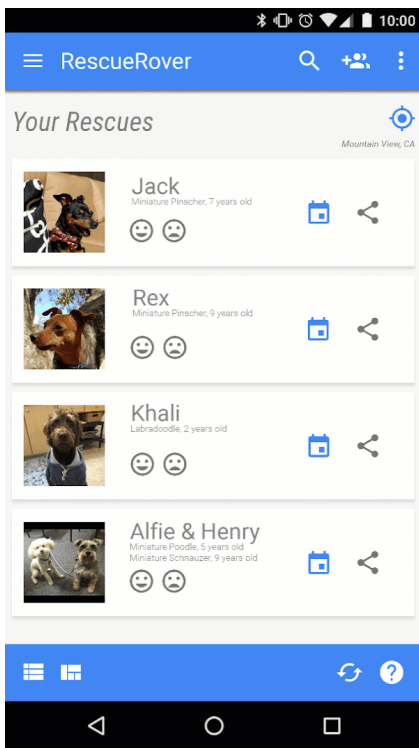 10:00
RescueRover
Your Rescues
Mountain View, CA
Jack
Miniature Pinscher, 7 years old
Rex
Miniature Pinscher, 9 years old
Khali
Labradoodle, 2 years old
Alfie & Henry
Miniature Poodle, 5 years old
Miniature Schnauzer, 9 years old